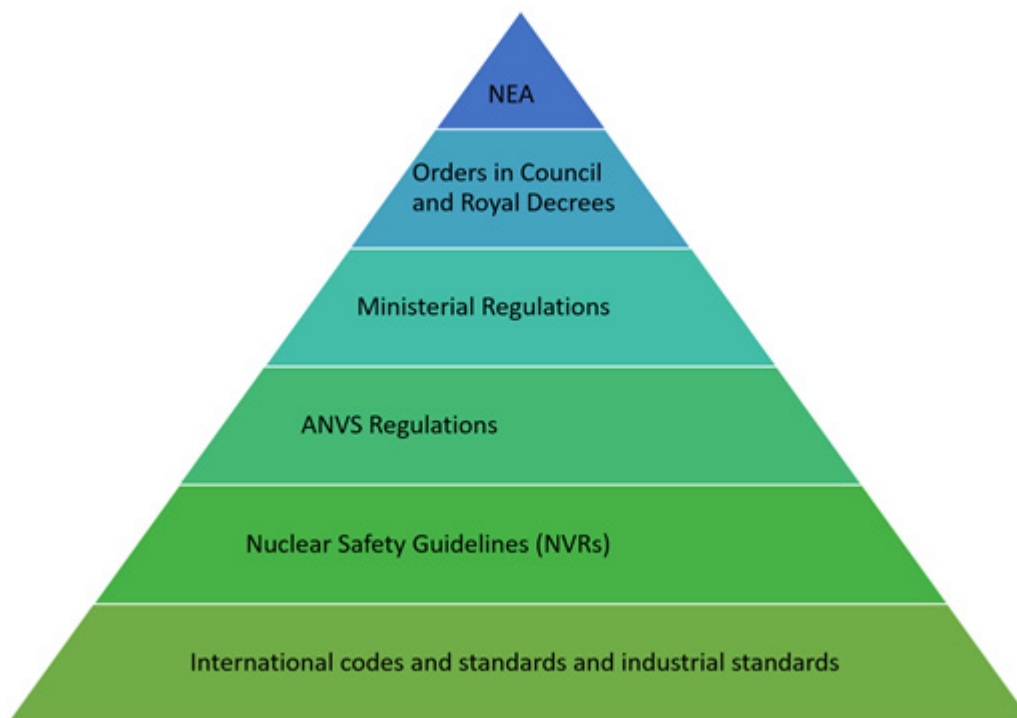 NEA
Orders in Council
and Royal Decrees
Ministerial Regulations
ANVS Regulations
Nuclear Safety Guidelines (NVRs)
International codes and standards and industrial standards